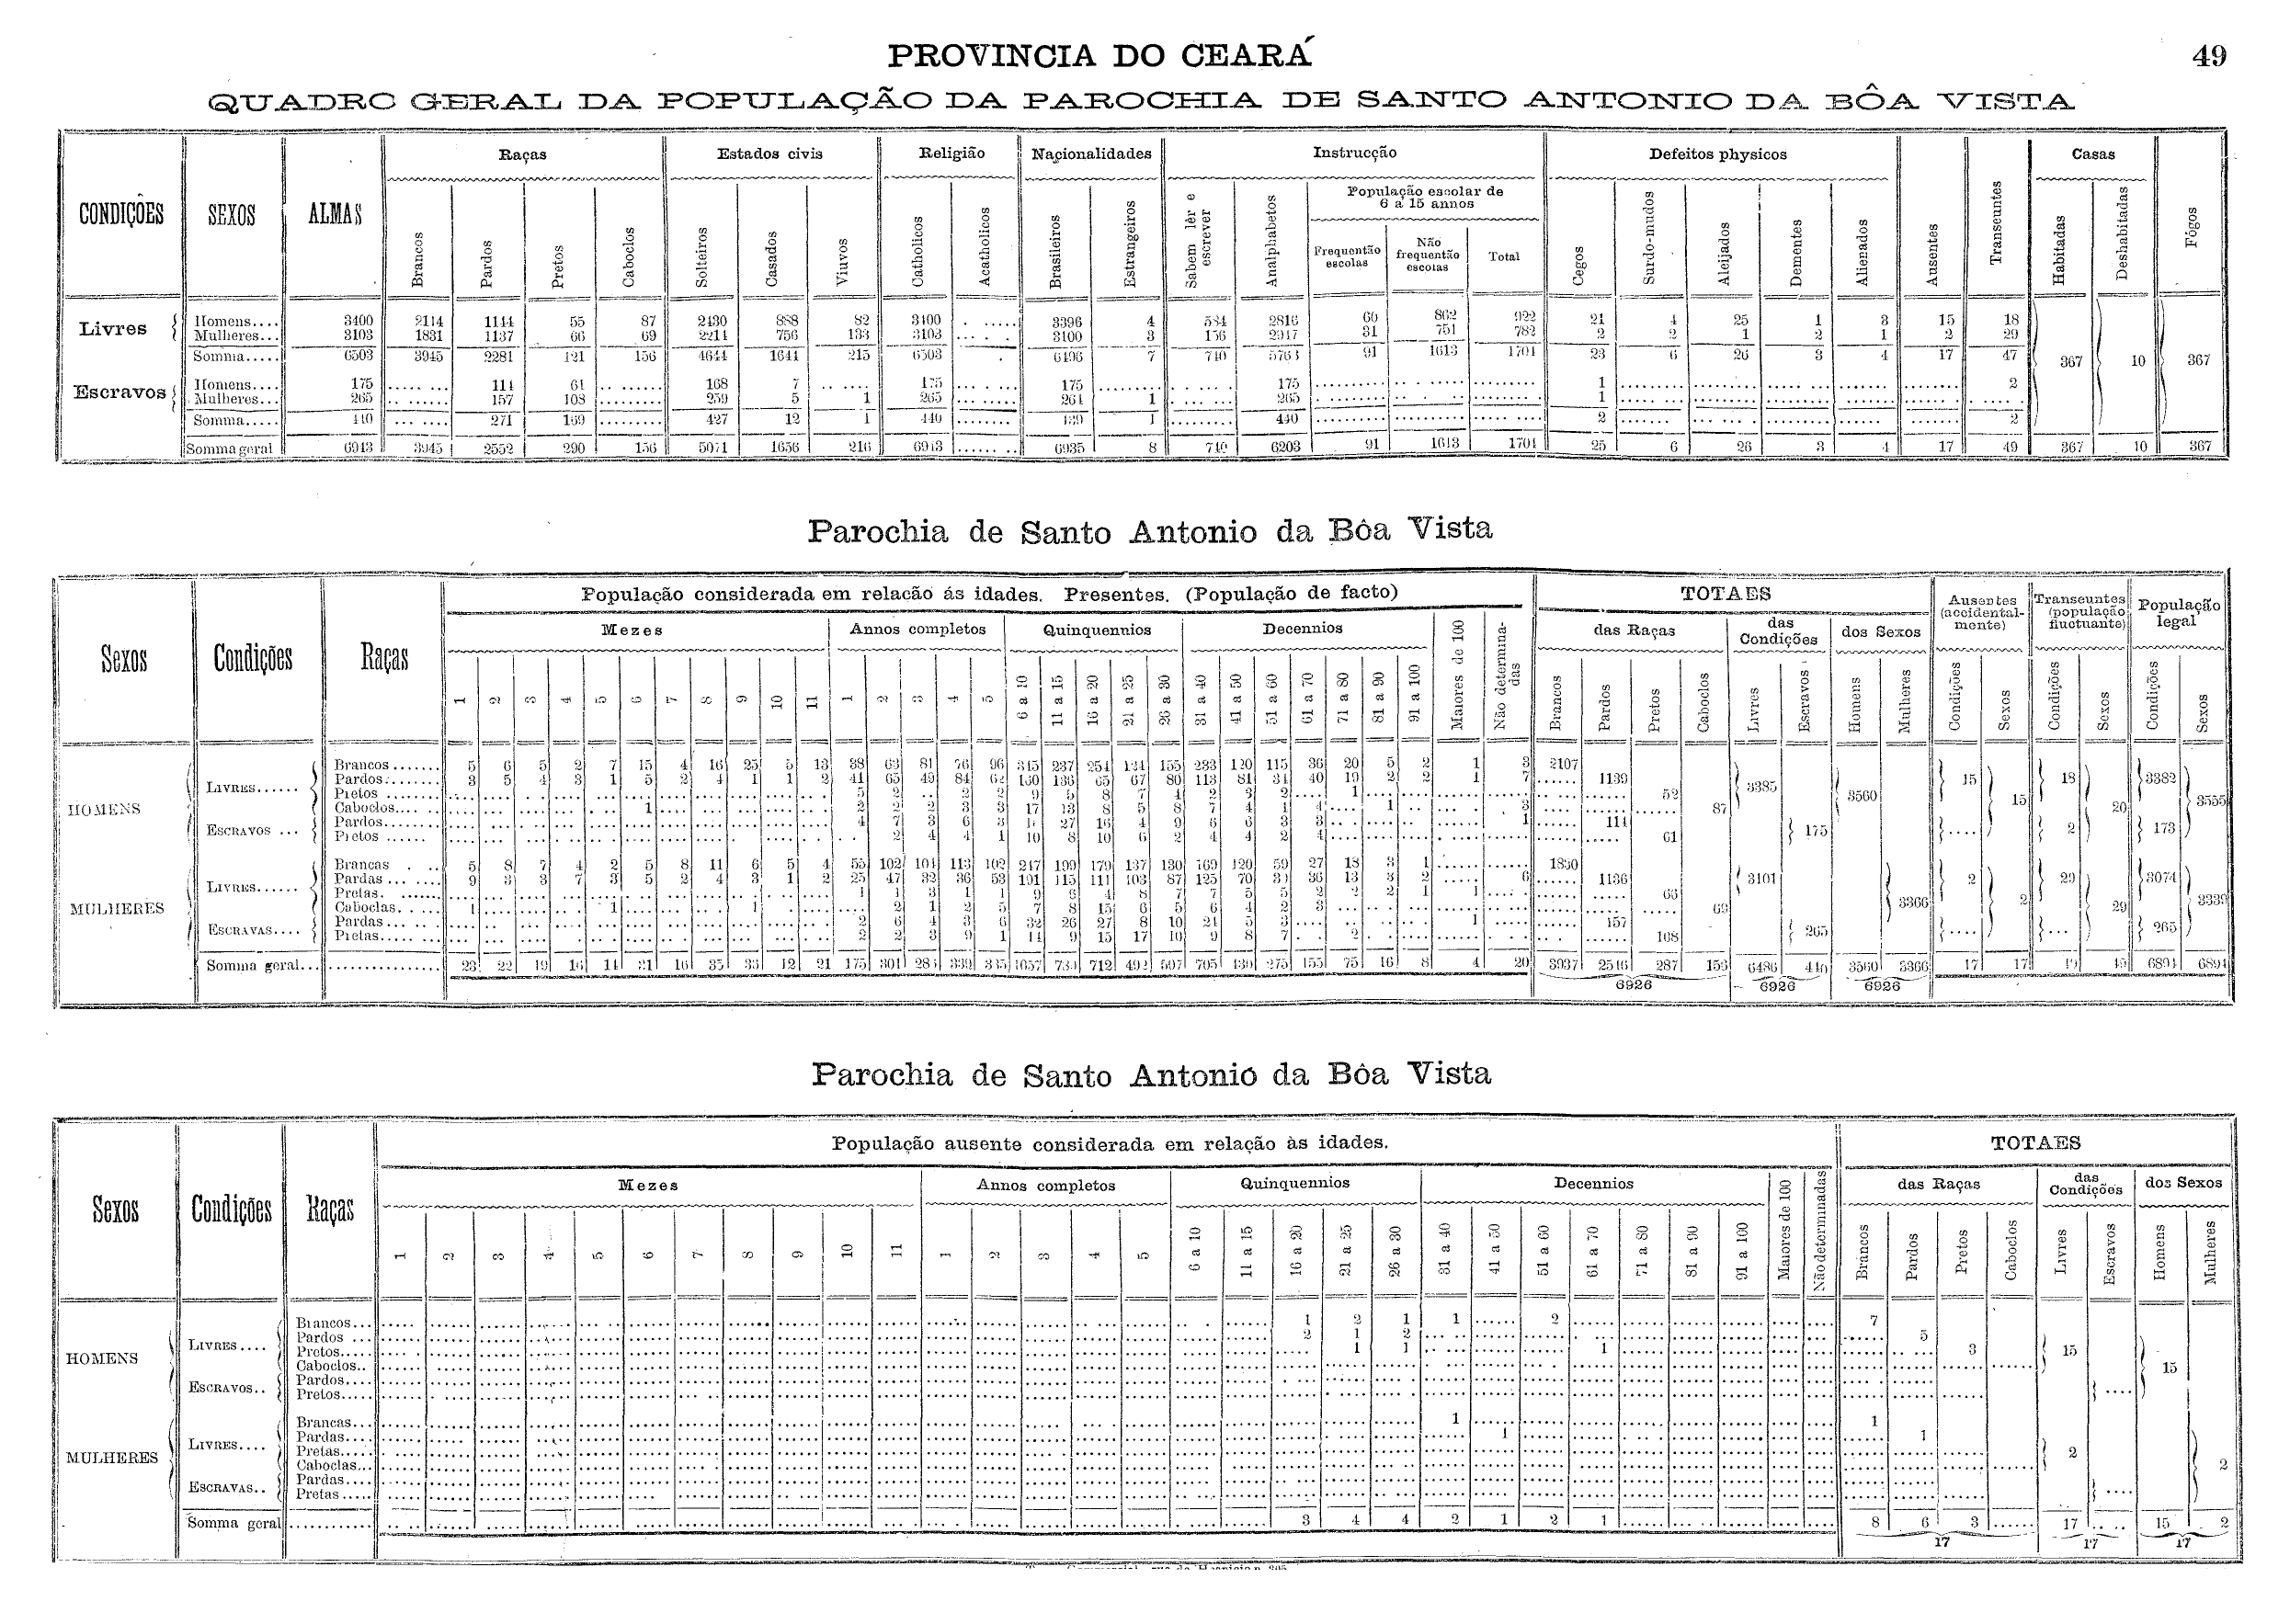 PROVINCIA DO CEARÁ 49
QUADRO GERAL DA POPULAÇÃO DA PAROCHIA DE SANTO ANTONIO DA BÔA VISTA
CONDIÇÕES SEXOS ALMAS Raças Estados civis Religião Nacionalidades Instrucção Defeitos physicos Ausentes Transeuntes Casas Fógos
População escolar de 6 a 15 annos
Brancos Pardos Pretos Caboclos Solteiros Casados Viuvos Catholicos Acatholicos Brasileiros Estrangeiros Sabem lêr e escrever Analphabetos Frequentão escolas Não frequentão escolas Total Cegos Surdo-mudos Aleijados Dementes Alienados Habitadas Deshabitadas
Livres Homens.... 3400 2114 1144 55 87 2430 888 82 3400 3396 4 584 2816 60 862 922 21 4 25 1 3 15 18
Mulheres... 3103 1831 1137 66 69 2214 756 133 3103 3100 3 156 2947 31 751 782 2 2 1 2 1 2 29
Somma..... 6503 3945 2281 121 156 4644 1644 215 6503 6496 7 740 5763 91 1613 1704 23 6 26 3 4 17 47 367 10 367
Escravos Homens.... 175 114 61 168 7 175 175 175 1 2
Mulheres... 265 157 108 259 5 1 265 264 1 265 1
Somma..... 440 271 169 427 12 1 440 439 1 440 2 2
Somma geral 6943 3945 2552 290 156 5071 1656 216 6943 6935 8 740 6203 91 1613 1704 25 6 26 3 4 17 49 367 10 367
Parochia de Santo Antonio da Bôa Vista
Sexos Condições Raças População considerada em relacão ás idades. Presentes. (População de facto) TOTAES Ausentes (accidentalmente) Transeuntes (população fluctuante) População legal
Mezes Annos completos Quinquennios Decennios Maiores de 100 Não determinadas das Raças das Condições dos Sexos
1 2 3 4 5 6 7 8 9 10 11 1 2 3 4 5 6 a 10 11 a 15 16 a 20 21 a 25 26 a 30 31 a 40 41 a 50 51 a 60 61 a 70 71 a 80 81 a 90 91 a 100 Brancos Pardos Pretos Caboclos Livres Escravos Homens Mulheres Condições Sexos Condições Sexos Condições Sexos
HOMENS LIVRES...... Brancos....... 5 6 5 2 7 15 4 16 25 5 13 38 63 81 76 96 345 237 254 134 155 233 120 115 36 20 5 2 1 3 2107
Pardos....... 3 5 4 3 1 5 2 4 1 1 2 41 65 49 84 62 160 136 65 67 80 113 81 34 40 19 2 2 1 7 1139 3385 15 18 3382
Pretos ....... 5 2 2 2 9 5 8 7 4 2 3 2 1 52 3560 15 20 3555
Caboclos.... 1 2 2 2 3 3 17 13 8 5 8 7 4 1 4 1 3 87
ESCRAVOS ... Pardos....... 4 7 3 6 3 27 16 4 9 6 6 3 3 1 114 175 2 173
Pretos ...... 2 4 4 1 10 8 10 6 2 4 4 2 4 61
MULHERES LIVRES...... Brancas 5 8 7 4 2 5 8 11 6 5 4 55 102 104 113 102 247 199 179 137 130 169 120 59 27 18 3 1 1830
Pardas 9 3 3 7 3 5 2 4 3 1 2 25 47 32 36 53 191 115 111 103 87 125 70 36 13 3 2 6 1136 3101 2 29 3074
Pretas. 1 1 3 1 1 9 4 8 7 7 5 5 2 2 2 1 1 66
Caboclas. 1 1 1 2 1 2 5 7 8 15 6 5 6 4 2 3 69 3366 2 29 3339
ESCRAVAS.... Pardas 2 6 4 3 6 32 26 27 8 10 24 5 3 1 157 265 265
Pretas 2 2 3 9 1 14 9 15 17 10 9 8 7 2 108
Somma geral... 23 22 19 16 14 31 16 35 35 12 21 175 301 284 339 335 1057 712 492 507 705 275 155 75 16 8 4 20 3937 2546 287 156 6486 440 3560 3366 17 17 49 49 6894 6894
6926 6926 6926
Parochia de Santo Antonio da Bôa Vista
Sexos Condições Raças População ausente considerada em relação às idades. TOTAES
Mezes Annos completos Quinquennios Decennios Maiores de 100 Não determinadas das Raças das Condições dos Sexos
1 2 3 4 5 6 7 8 9 10 11 1 2 3 4 5 6 a 10 11 a 15 16 a 20 21 a 25 26 a 30 31 a 40 41 a 50 51 a 60 61 a 70 71 a 80 81 a 90 91 a 100 Brancos Pardos Pretos Caboclos Livres Escravos Homens Mulheres
HOMENS LIVRES.... Brancos... 1 2 1 1 2 7
Pardos ... 2 1 2 5
Pretos.... 1 1 1 3 15
Caboclos.. 15
ESCRAVOS.. Pardos....
Pretos....
MULHERES LIVRES.... Brancas... 1 1
Pardas.... 1 1
Pretas..... 2
Caboclas... 2
ESCRAVAS.. Pardas....
Pretas.....
Somma geral 3 4 4 2 1 2 1 8 6 3 17 15 2
17 17 17